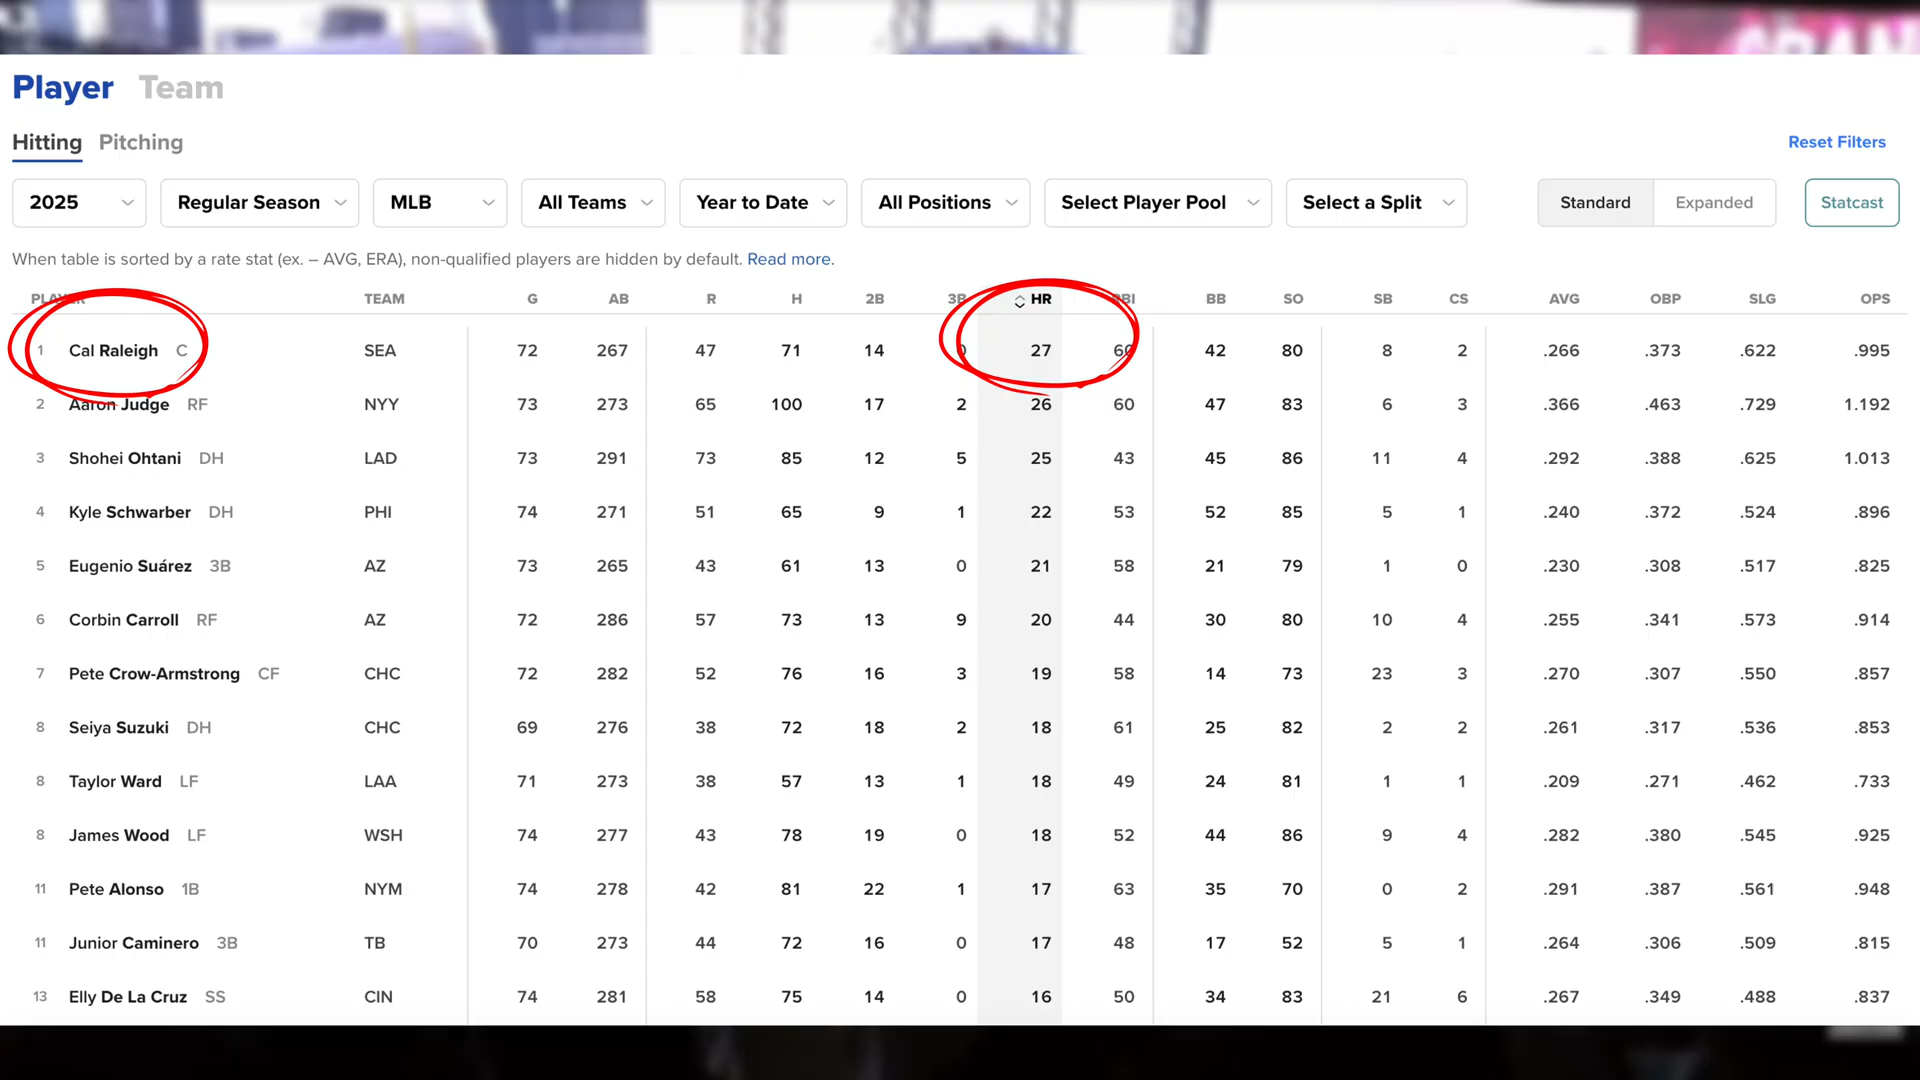 GRAN
Player Team
Hitting Pitching Reset Filters
2025 Regular Season MLB All Teams Year to Date All Positions Select Player Pool Select a Split Standard Expanded Statcast
When table is sorted by a rate stat (ex. – AVG, ERA), non-qualified players are hidden by default. Read more.
PLAYER TEAM G AB R H 2B 3B HR RBI BB SO SB CS AVG OBP SLG OPS
1 Cal Raleigh C SEA 72 267 47 71 14 0 27 60 42 80 8 2 .266 .373 .622 .995
2 Aaron Judge RF NYY 73 273 65 100 17 2 26 60 47 83 6 3 .366 .463 .729 1.192
3 Shohei Ohtani DH LAD 73 291 73 85 12 5 25 43 45 86 11 4 .292 .388 .625 1.013
4 Kyle Schwarber DH PHI 74 271 51 65 9 1 22 53 52 85 5 1 .240 .372 .524 .896
5 Eugenio Suárez 3B AZ 73 265 43 61 13 0 21 58 21 79 1 0 .230 .308 .517 .825
6 Corbin Carroll RF AZ 72 286 57 73 13 9 20 44 30 80 10 4 .255 .341 .573 .914
7 Pete Crow-Armstrong CF CHC 72 282 52 76 16 3 19 58 14 73 23 3 .270 .307 .550 .857
8 Seiya Suzuki DH CHC 69 276 38 72 18 2 18 61 25 82 2 2 .261 .317 .536 .853
8 Taylor Ward LF LAA 71 273 38 57 13 1 18 49 24 81 1 1 .209 .271 .462 .733
8 James Wood LF WSH 74 277 43 78 19 0 18 52 44 86 9 4 .282 .380 .545 .925
11 Pete Alonso 1B NYM 74 278 42 81 22 1 17 63 35 70 0 2 .291 .387 .561 .948
11 Junior Caminero 3B TB 70 273 44 72 16 0 17 48 17 52 5 1 .264 .306 .509 .815
13 Elly De La Cruz SS CIN 74 281 58 75 14 0 16 50 34 83 21 6 .267 .349 .488 .837